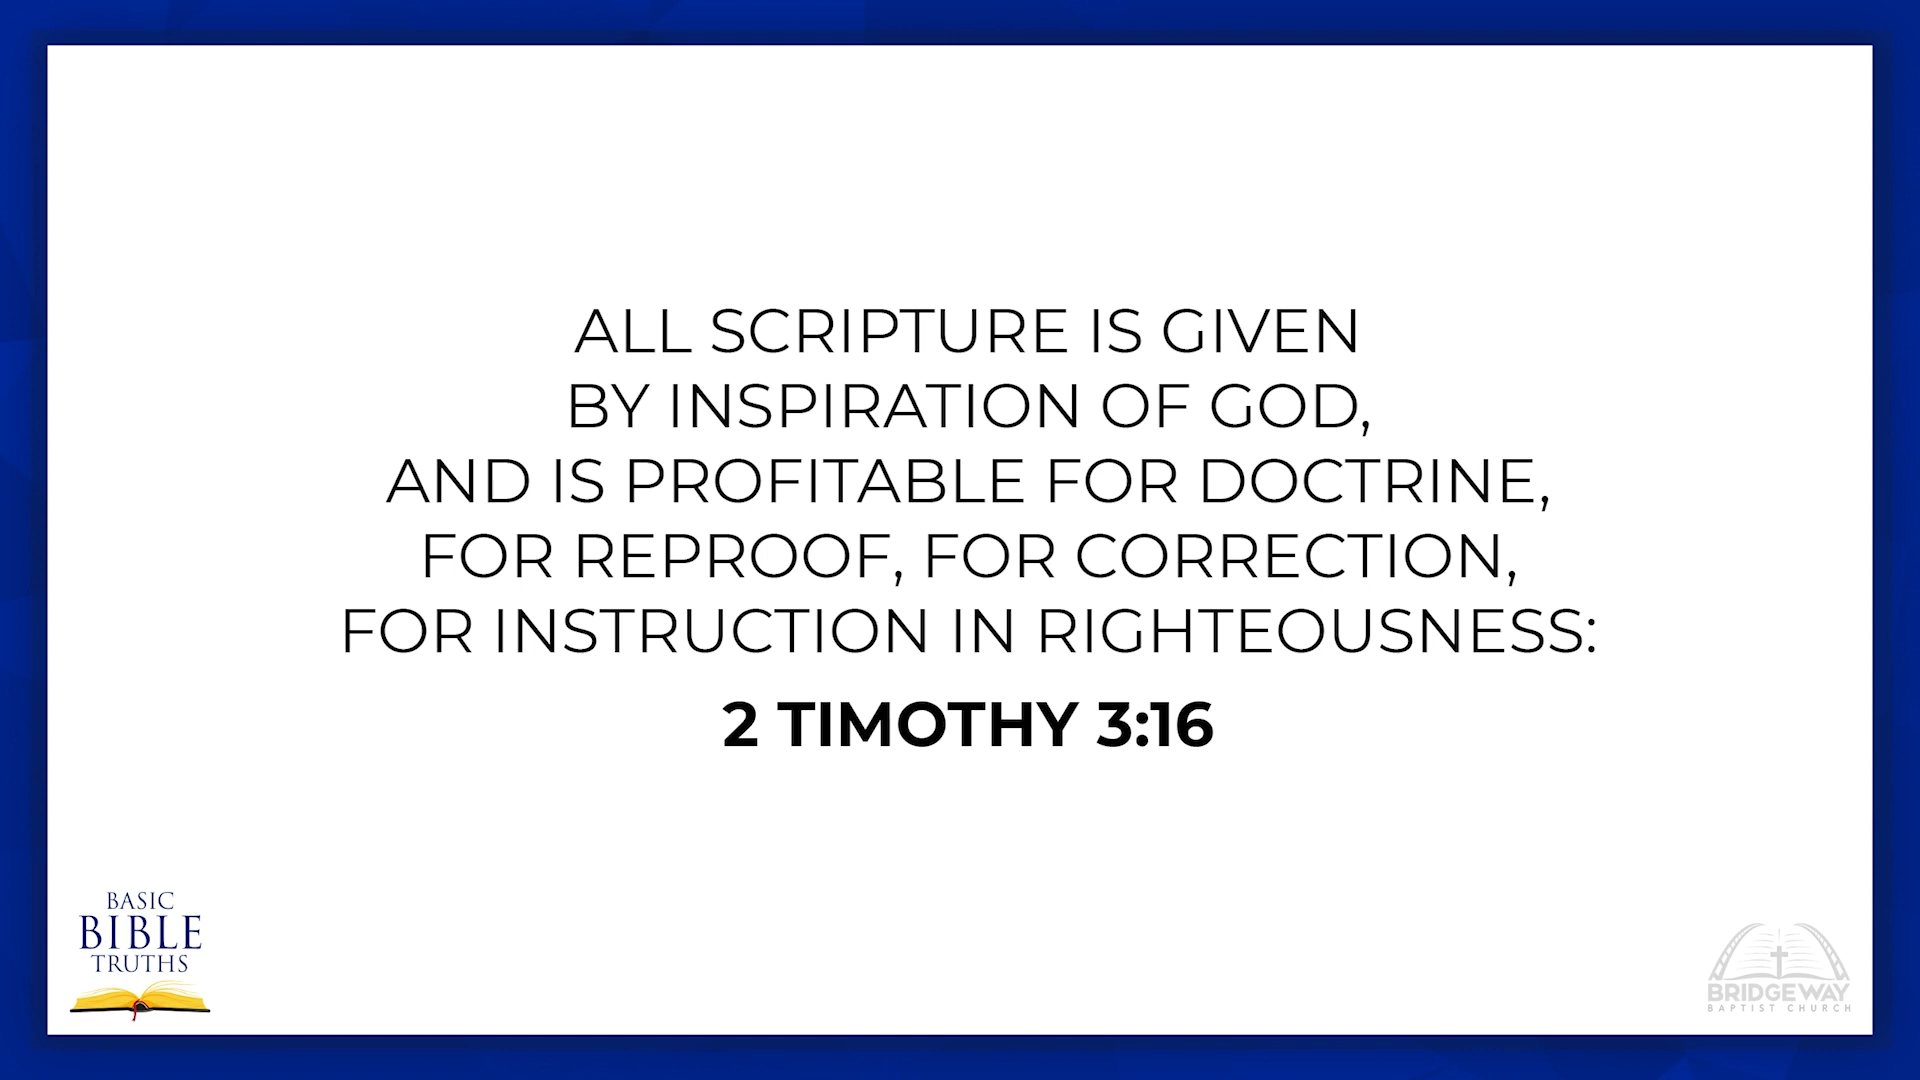 ALL SCRIPTURE IS GIVEN
BY INSPIRATION OF GOD,
AND IS PROFITABLE FOR DOCTRINE,
FOR REPROOF, FOR CORRECTION,
FOR INSTRUCTION IN RIGHTEOUSNESS:
2 TIMOTHY 3:16
BASIC
BIBLE
TRUTHS
BRIDGEWAY
BAPTIST CHURCH